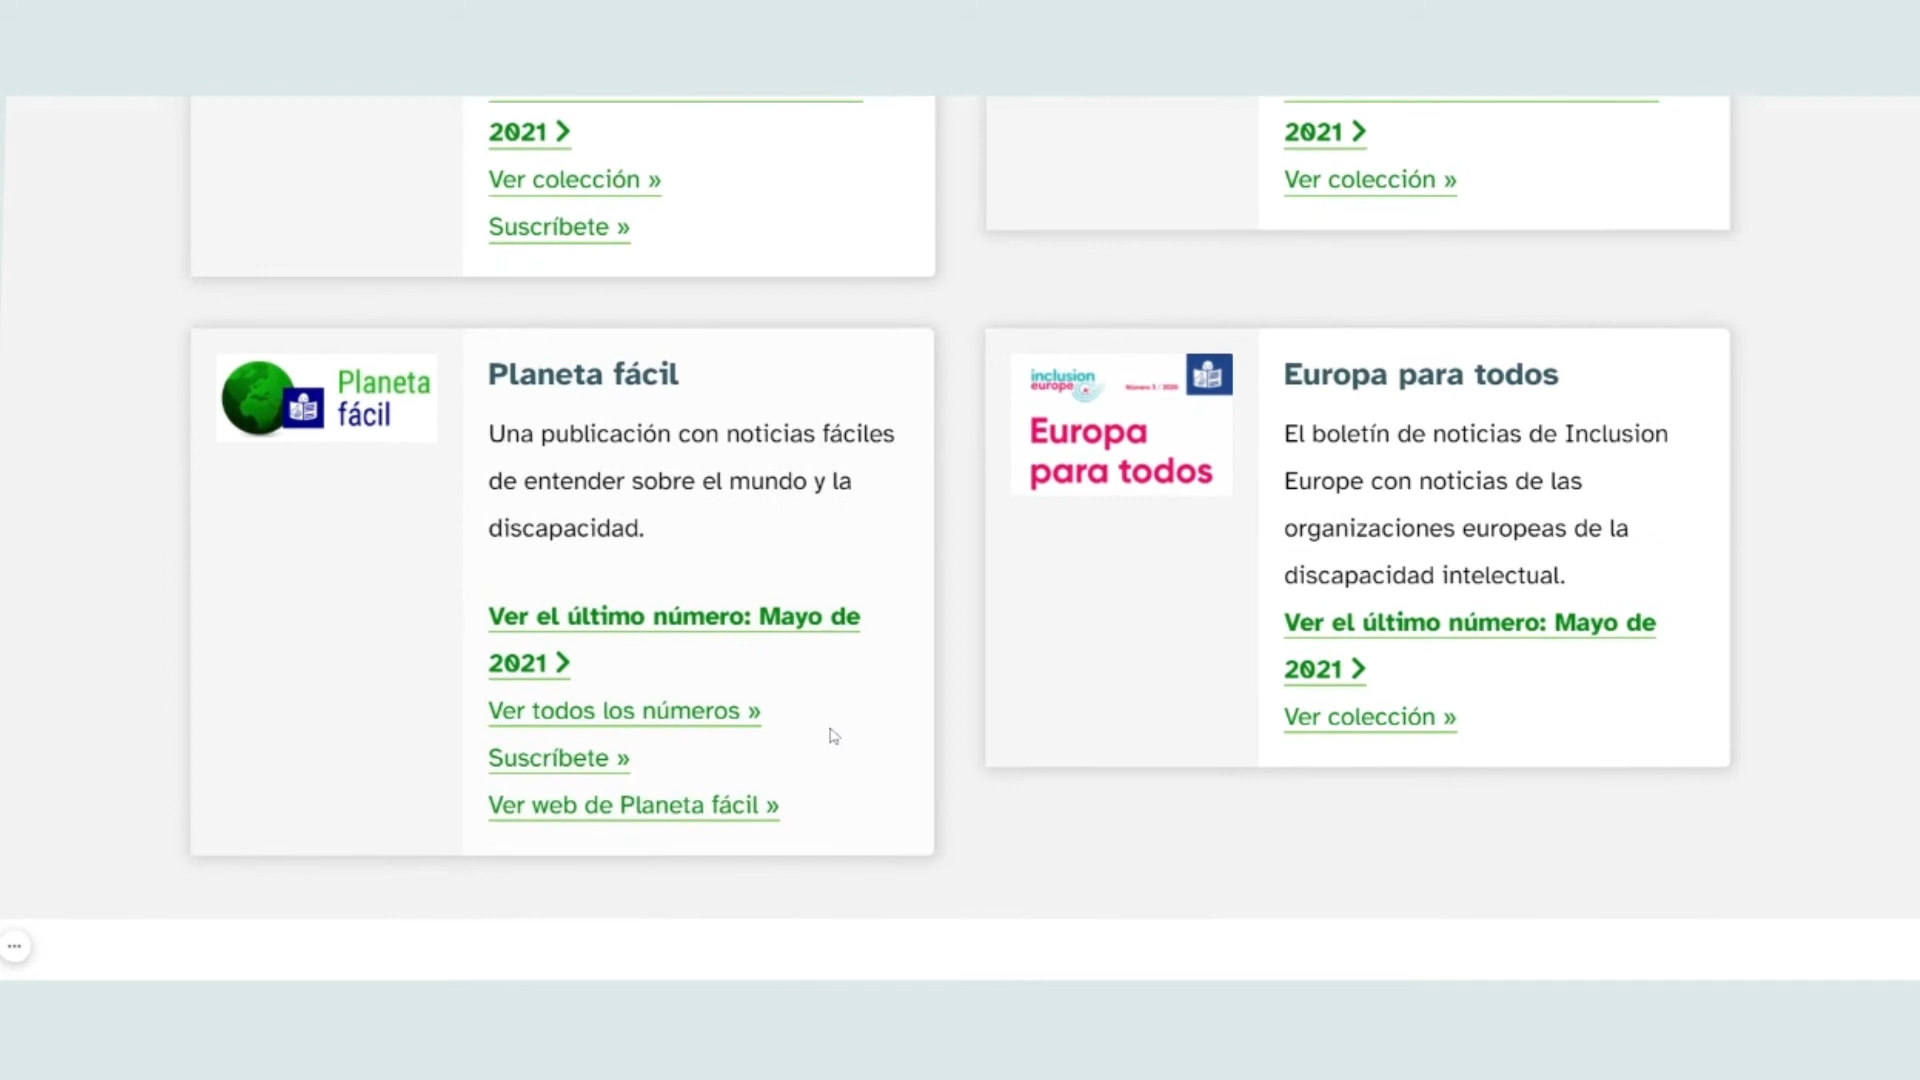 2021
Ver colección »
Suscríbete »
2021
Ver colección »
Planeta
fácil
Planeta fácil
Una publicación con noticias fáciles
de entender sobre el mundo y la
discapacidad.
Ver el último número: Mayo de
2021
Ver todos los números »
Suscríbete »
Ver web de Planeta fácil »
inclusion
europe
Número 3 / 2020
Europa
para todos
Europa para todos
El boletín de noticias de Inclusion
Europe con noticias de las
organizaciones europeas de la
discapacidad intelectual.
Ver el último número: Mayo de
2021
Ver colección »